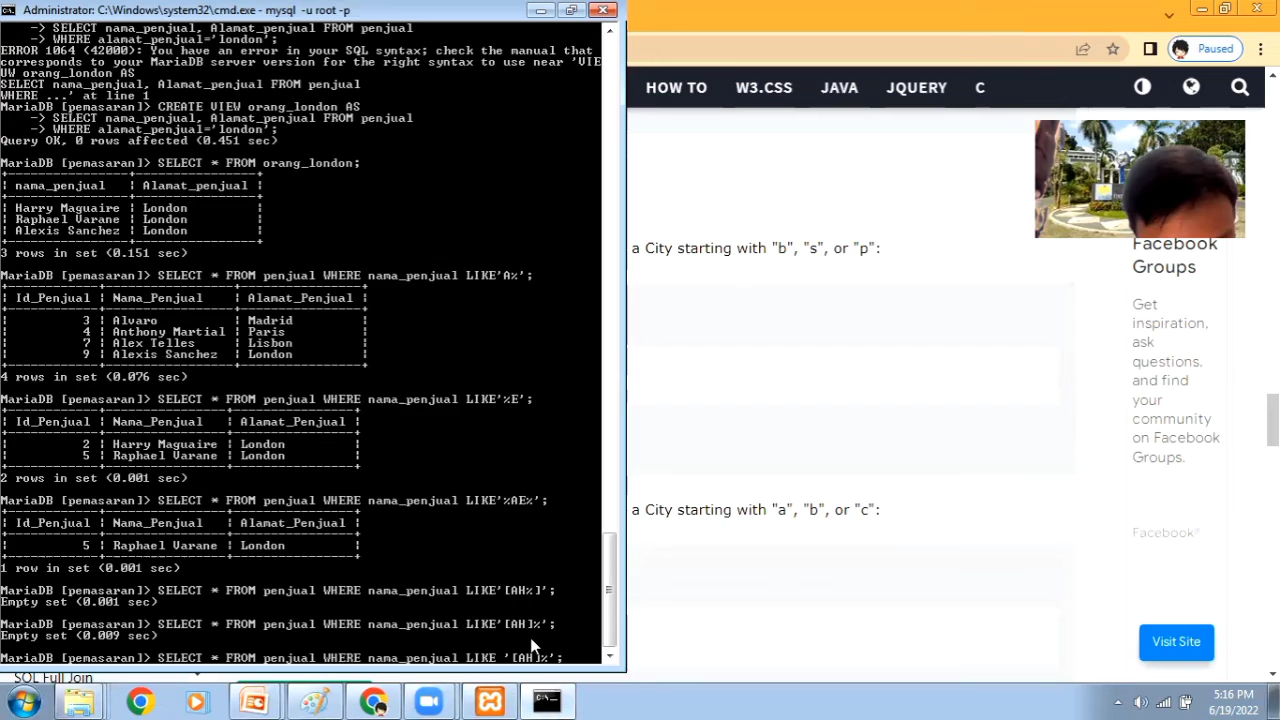 Administrator: C:\Windows\system32\cmd.exe - mysql -u root -p
-> SELECT nama_penjual, Alamat_penjual FROM penjual
-> WHERE alamat_penjual='london';
ERROR 1064 (42000): You have an error in your SQL syntax; check the manual that
corresponds to your MariaDB server version for the right syntax to use near 'VIE
UW orang_london AS
SELECT nama_penjual, Alamat_penjual FROM penjual
WHERE ...' at line 1
MariaDB [pemasaran]> CREATE VIEW orang_london AS
-> SELECT nama_penjual, Alamat_penjual FROM penjual
-> WHERE alamat_penjual='london';
Query OK, 0 rows affected (0.451 sec)
MariaDB [pemasaran]> SELECT * FROM orang_london;
+---------------+----------------+
| nama_penjual | Alamat_penjual |
+---------------+----------------+
| Harry Maguaire | London |
| Raphael Varane | London |
| Alexis Sanchez | London |
+---------------+----------------+
3 rows in set (0.151 sec)
MariaDB [pemasaran]> SELECT * FROM penjual WHERE nama_penjual LIKE'A%';
| Id_Penjual | Nama_Penjual | Alamat_Penjual |
| 3 | Alvaro | Madrid |
| 4 | Anthony Martial | Paris |
| 7 | Alex Telles | Lisbon |
| 9 | Alexis Sanchez | London |
4 rows in set (0.076 sec)
MariaDB [pemasaran]> SELECT * FROM penjual WHERE nama_penjual LIKE'%E';
| Id_Penjual | Nama_Penjual | Alamat_Penjual |
| 2 | Harry Maguaire | London |
| 5 | Raphael Varane | London |
2 rows in set (0.001 sec)
MariaDB [pemasaran]> SELECT * FROM penjual WHERE nama_penjual LIKE'%AE%';
| Id_Penjual | Nama_Penjual | Alamat_Penjual |
| 5 | Raphael Varane | London |
1 row in set (0.001 sec)
MariaDB [pemasaran]> SELECT * FROM penjual WHERE nama_penjual LIKE'[AH%]';
Empty set (0.001 sec)
MariaDB [pemasaran]> SELECT * FROM penjual WHERE nama_penjual LIKE'[AH]%';
Empty set (0.009 sec)
MariaDB [pemasaran]> SELECT * FROM penjual WHERE nama_penjual LIKE '[AH]%';
SQL Full Join
Paused
HOW TO W3.CSS JAVA JQUERY C
a City starting with "b", "s", or "p":
a City starting with "a", "b", or "c":
Facebook
Groups
Get
inspiration,
ask
questions,
and find
your
community
on Facebook
Groups.
Facebook®
Visit Site
5:16 PM
6/19/2022